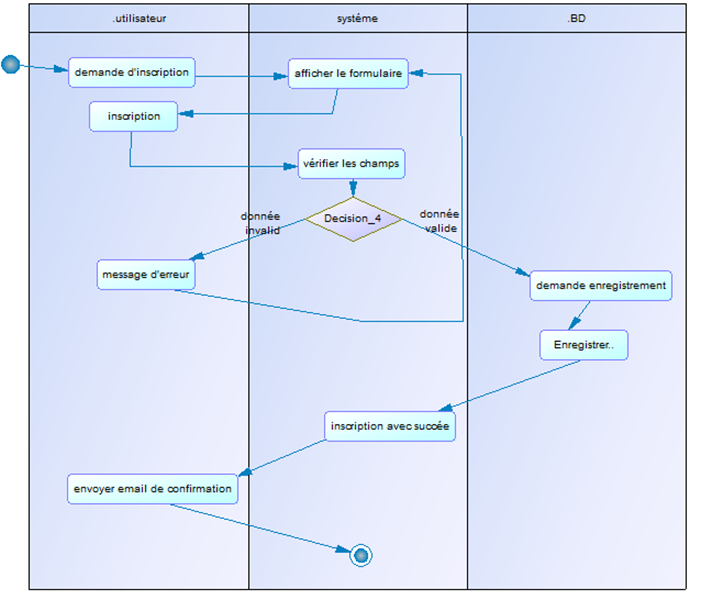 .utilisateur
systéme
.BD
demande d'inscription
afficher le formulaire
inscription
vérifier les champs
donnée
invalid
Decision_4
donnée
valide
message d'erreur
demande enregistrement
Enregistrer..
inscription avec succée
envoyer email de confirmation